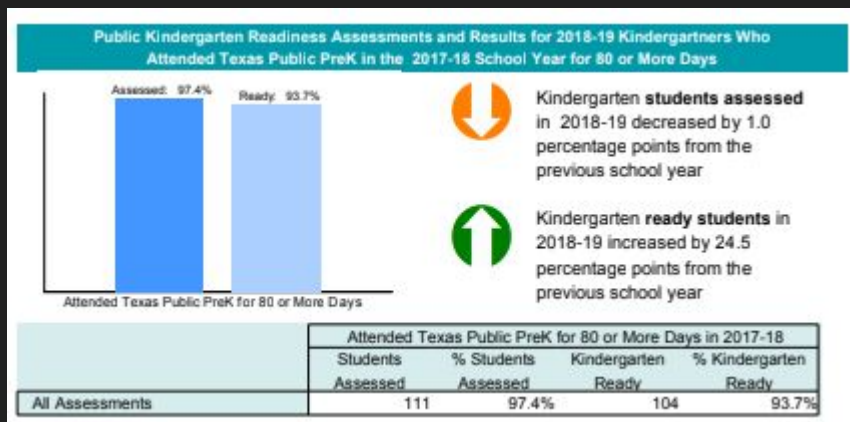 Public Kindergarten Readiness Assessments and Results for 2018-19 Kindergartners Who
Attended Texas Public PreK in the 2017-18 School Year for 80 or More Days
Assessed: 97.4%
Ready: 93.7%
Attended Texas Public PreK for 80 or More Days
Kindergarten students assessed
in 2018-19 decreased by 1.0
percentage points from the
previous school year
Kindergarten ready students in
2018-19 increased by 24.5
percentage points from the
previous school year
Attended Texas Public PreK for 80 or More Days in 2017-18
Students % Students Kindergarten % Kindergarten
Assessed Assessed Ready Ready
All Assessments 111 97.4% 104 93.7%